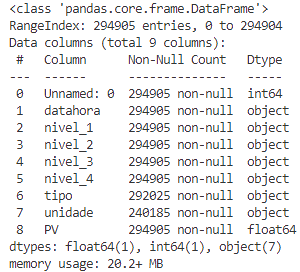 <class 'pandas.core.frame.DataFrame'>
RangeIndex: 294905 entries, 0 to 294904
Data columns (total 9 columns):
 #   Column      Non-Null Count   Dtype
---  ------      --------------   -----
 0   Unnamed: 0  294905 non-null  int64
 1   datahora    294905 non-null  object
 2   nivel_1     294905 non-null  object
 3   nivel_2     294905 non-null  object
 4   nivel_3     294905 non-null  object
 5   nivel_4     294905 non-null  object
 6   tipo        292025 non-null  object
 7   unidade     240185 non-null  object
 8   PV          294905 non-null  float64
dtypes: float64(1), int64(1), object(7)
memory usage: 20.2+ MB